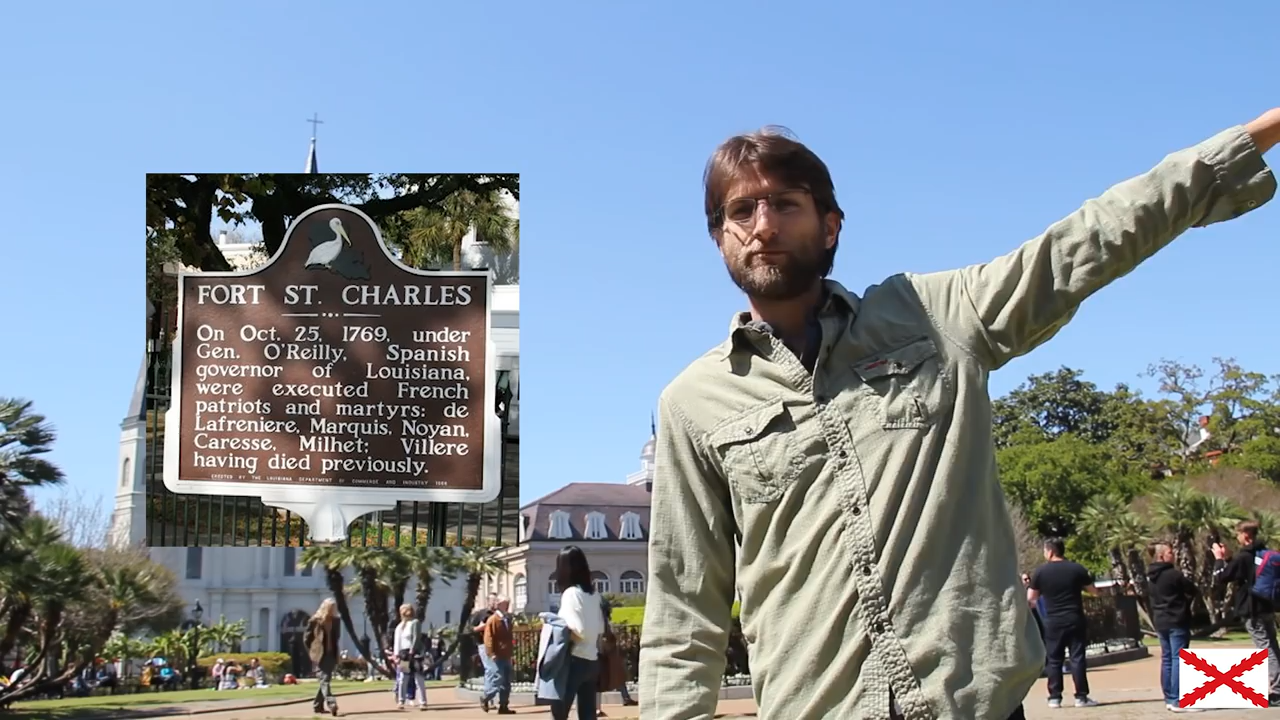 FORT ST. CHARLES
On Oct. 25, 1769, under
Gen. O'Reilly, Spanish
governor of Louisiana,
were executed French
patriots and martyrs: de
Lafreniere, Marquis, Noyan,
Caresse, Milhet; Villere
having died previously.
ERECTED BY THE LOUISIANA DEPARTMENT OF COMMERCE AND INDUSTRY